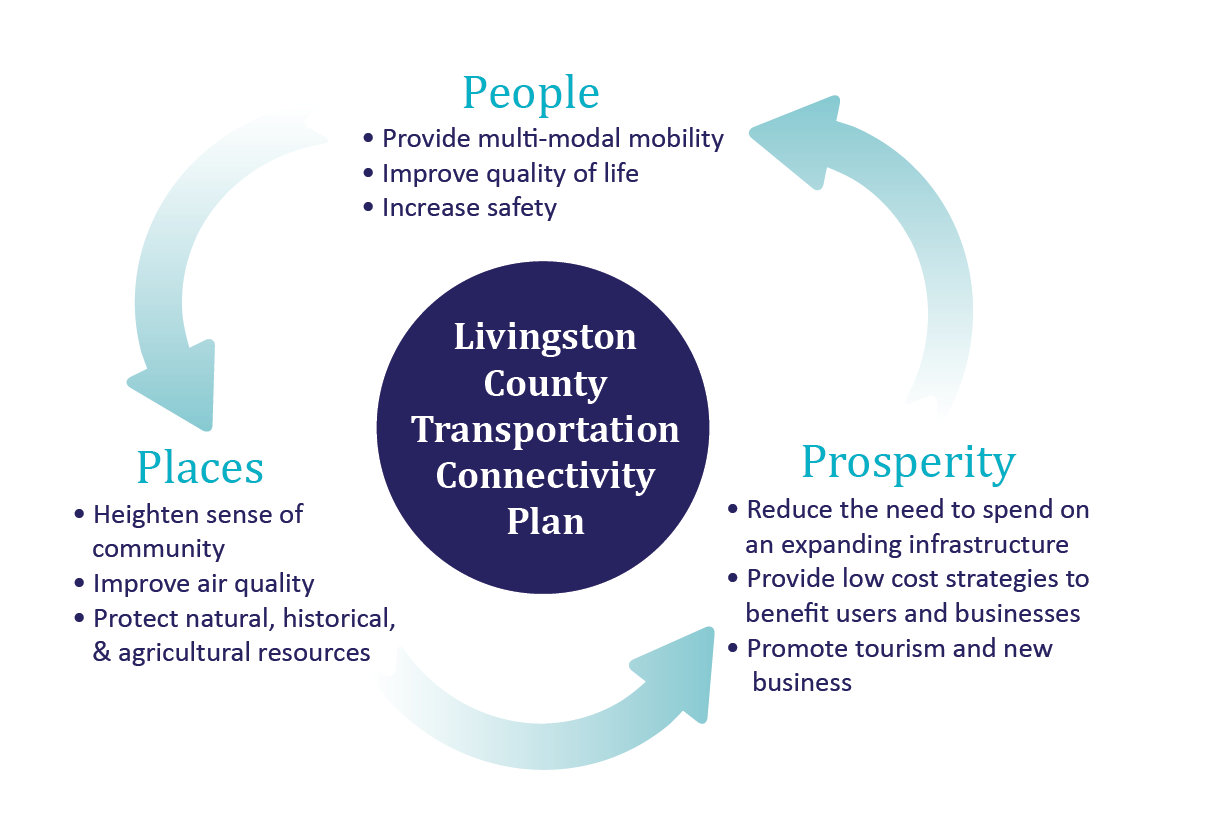 People
• Provide multi-modal mobility
• Improve quality of life
• Increase safety
Livingston
County
Transportation
Connectivity
Plan
Places
• Heighten sense of
community
• Improve air quality
• Protect natural, historical,
& agricultural resources
Prosperity
• Reduce the need to spend on
an expanding infrastructure
• Provide low cost strategies to
benefit users and businesses
• Promote tourism and new
business